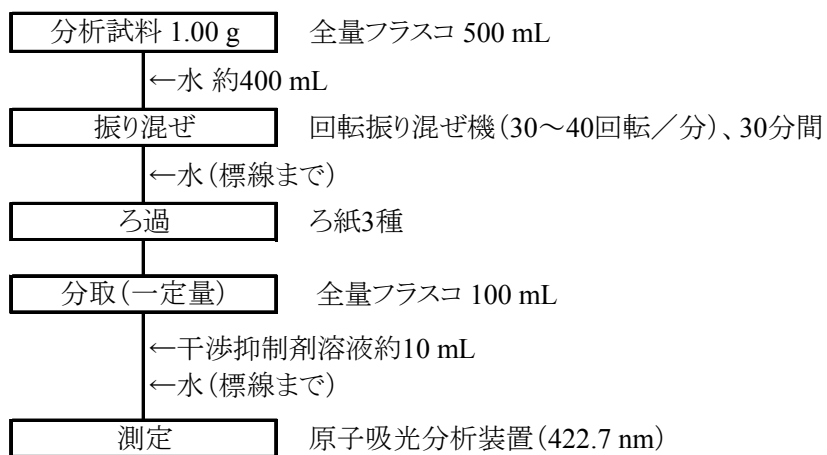 分析試料 1.00 g 全量フラスコ 500 mL
←水 約400 mL
振り混ぜ 回転振り混ぜ機（30～40回転／分）、30分間
←水（標線まで）
ろ過 ろ紙3種
分取（一定量） 全量フラスコ 100 mL
←干渉抑制剤溶液約10 mL
←水（標線まで）
測定 原子吸光分析装置（422.7 nm）